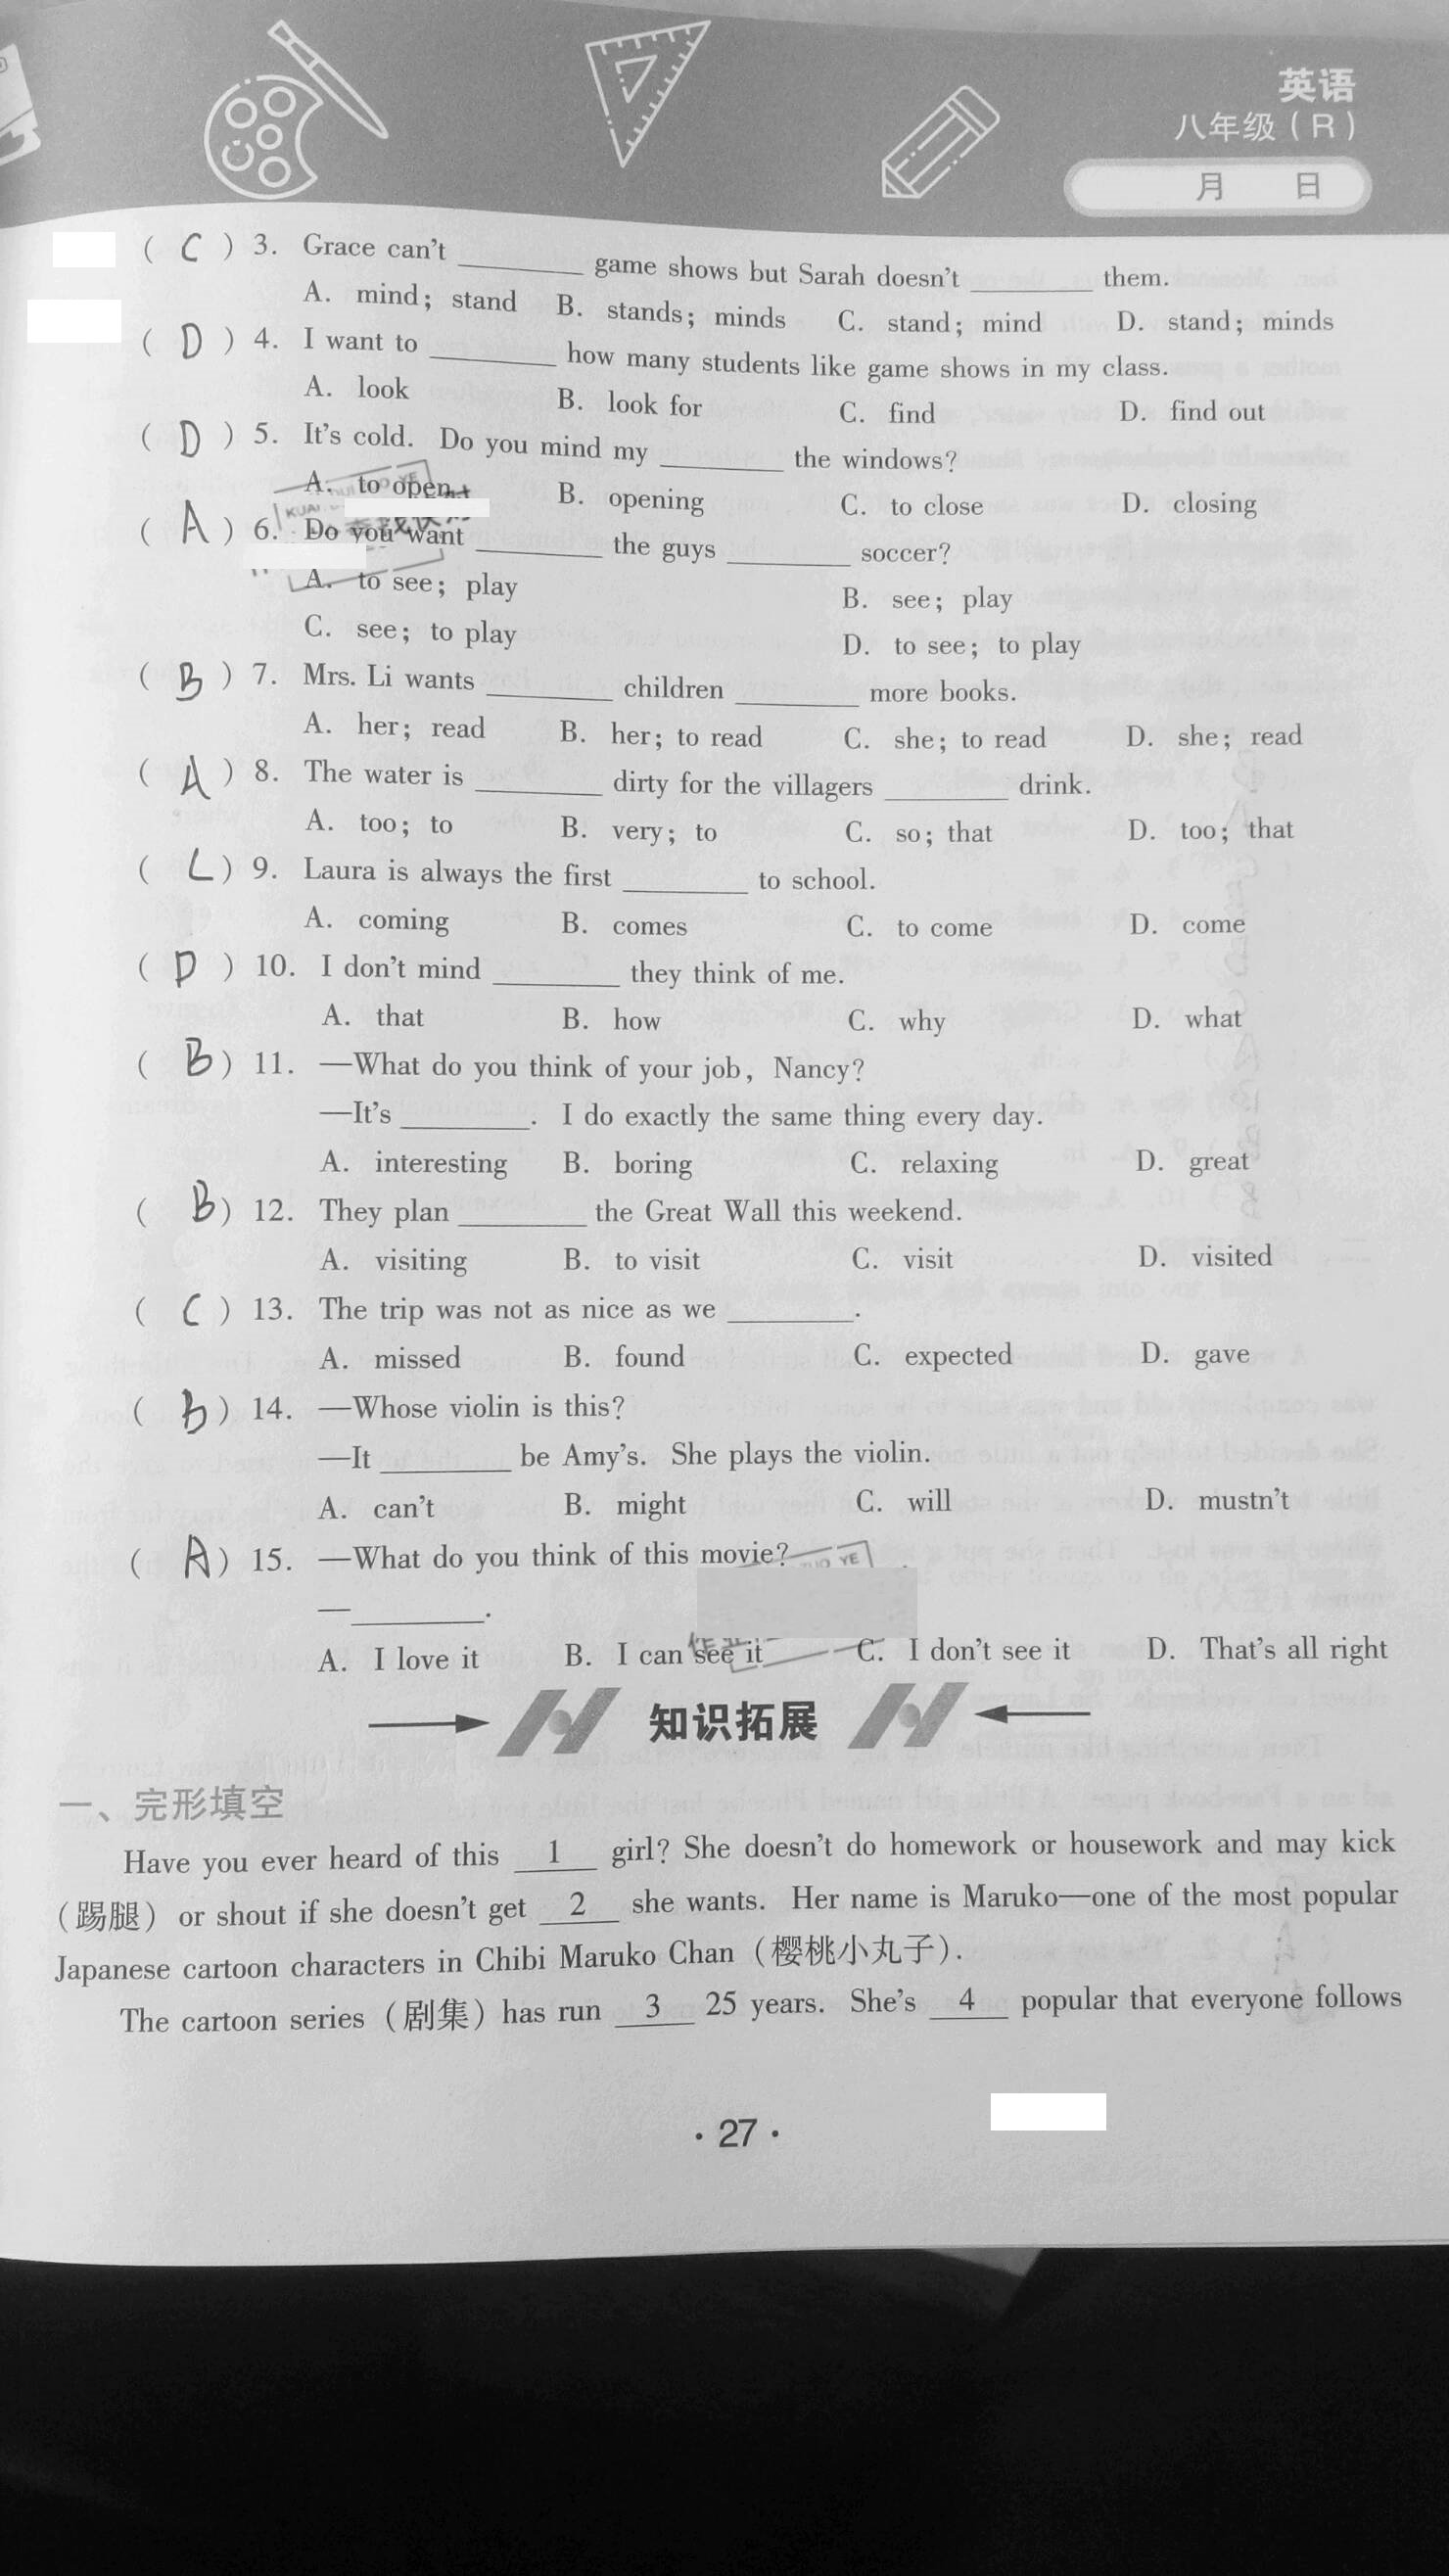 英语
八年级（R）
月 日
( C ) 3. Grace can't ________ game shows but Sarah doesn't ________ them.
A. mind; stand B. stands; minds C. stand; mind D. stand; minds
( D ) 4. I want to ________ how many students like game shows in my class.
A. look B. look for C. find D. find out
( D ) 5. It's cold. Do you mind my ________ the windows?
A. to open B. opening C. to close D. closing
( A ) 6. Do you want ________ the guys ________ soccer?
A. to see; play B. see; play
C. see; to play D. to see; to play
( B ) 7. Mrs. Li wants ________ children ________ more books.
A. her; read B. her; to read C. she; to read D. she; read
( A ) 8. The water is ________ dirty for the villagers ________ drink.
A. too; to B. very; to C. so; that D. too; that
( C ) 9. Laura is always the first ________ to school.
A. coming B. comes C. to come D. come
( D ) 10. I don't mind ________ they think of me.
A. that B. how C. why D. what
( B ) 11. —What do you think of your job, Nancy?
—It's ________. I do exactly the same thing every day.
A. interesting B. boring C. relaxing D. great
( B ) 12. They plan ________ the Great Wall this weekend.
A. visiting B. to visit C. visit D. visited
( C ) 13. The trip was not as nice as we ________.
A. missed B. found C. expected D. gave
( b ) 14. —Whose violin is this?
—It ________ be Amy's. She plays the violin.
A. can't B. might C. will D. mustn't
( A ) 15. —What do you think of this movie?
—________.
A. I love it B. I can see it C. I don't see it D. That's all right
知识拓展
一、完形填空
Have you ever heard of this 1 girl? She doesn't do homework or housework and may kick
（踢腿）or shout if she doesn't get 2 she wants. Her name is Maruko—one of the most popular
Japanese cartoon characters in Chibi Maruko Chan（樱桃小丸子）.
The cartoon series（剧集）has run 3 25 years. She's 4 popular that everyone follows
· 27 ·